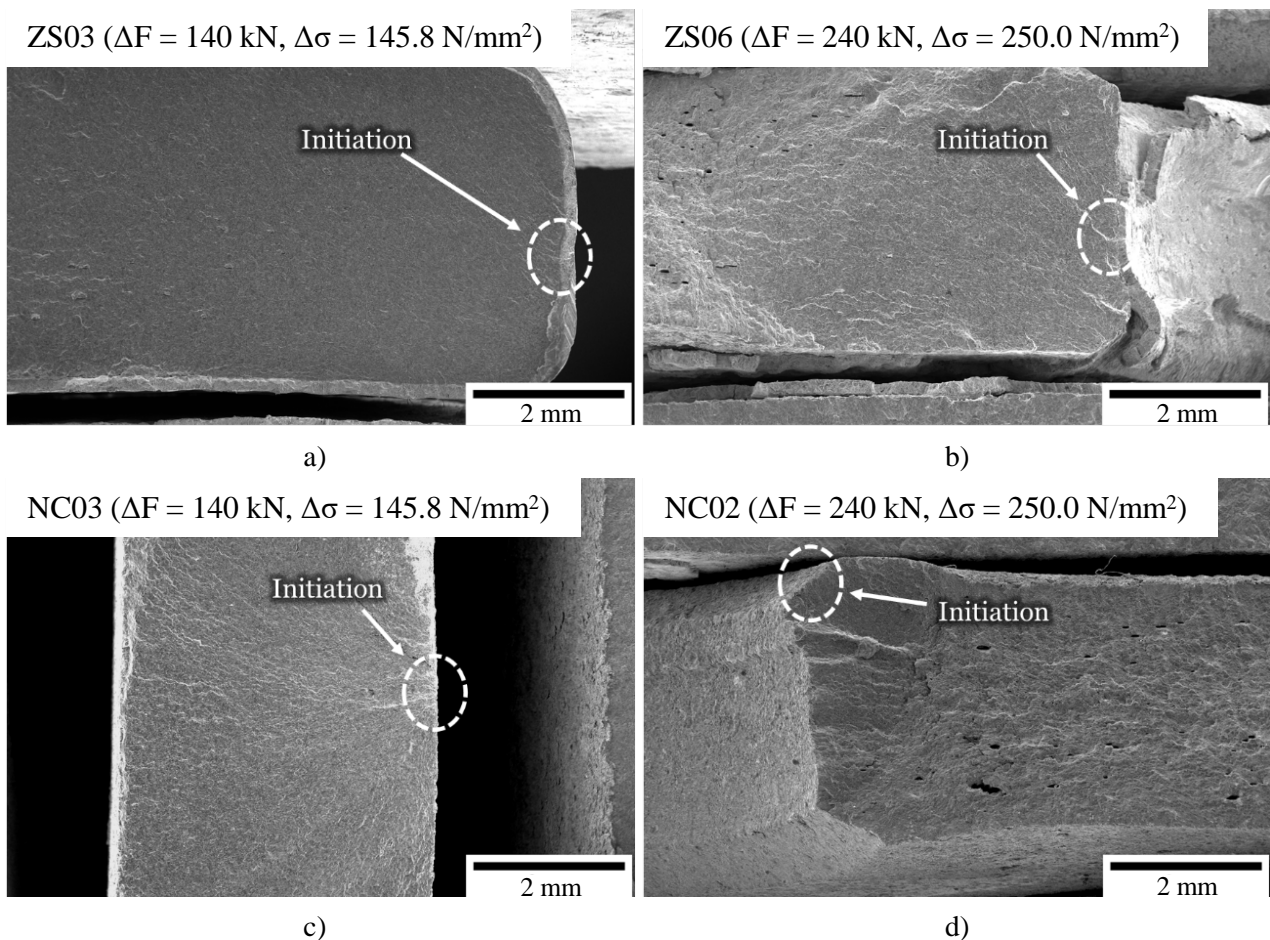 ZS03 (ΔF = 140 kN, Δσ = 145.8 N/mm²)
Initiation
2 mm
a)
ZS06 (ΔF = 240 kN, Δσ = 250.0 N/mm²)
Initiation
2 mm
b)
NC03 (ΔF = 140 kN, Δσ = 145.8 N/mm²)
Initiation
2 mm
c)
NC02 (ΔF = 240 kN, Δσ = 250.0 N/mm²)
Initiation
2 mm
d)